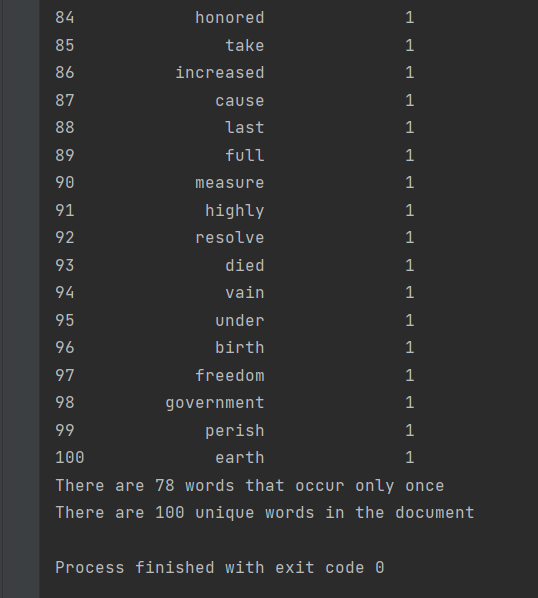 84 honored 1
85 take 1
86 increased 1
87 cause 1
88 last 1
89 full 1
90 measure 1
91 highly 1
92 resolve 1
93 died 1
94 vain 1
95 under 1
96 birth 1
97 freedom 1
98 government 1
99 perish 1
100 earth 1
There are 78 words that occur only once
There are 100 unique words in the document
Process finished with exit code 0